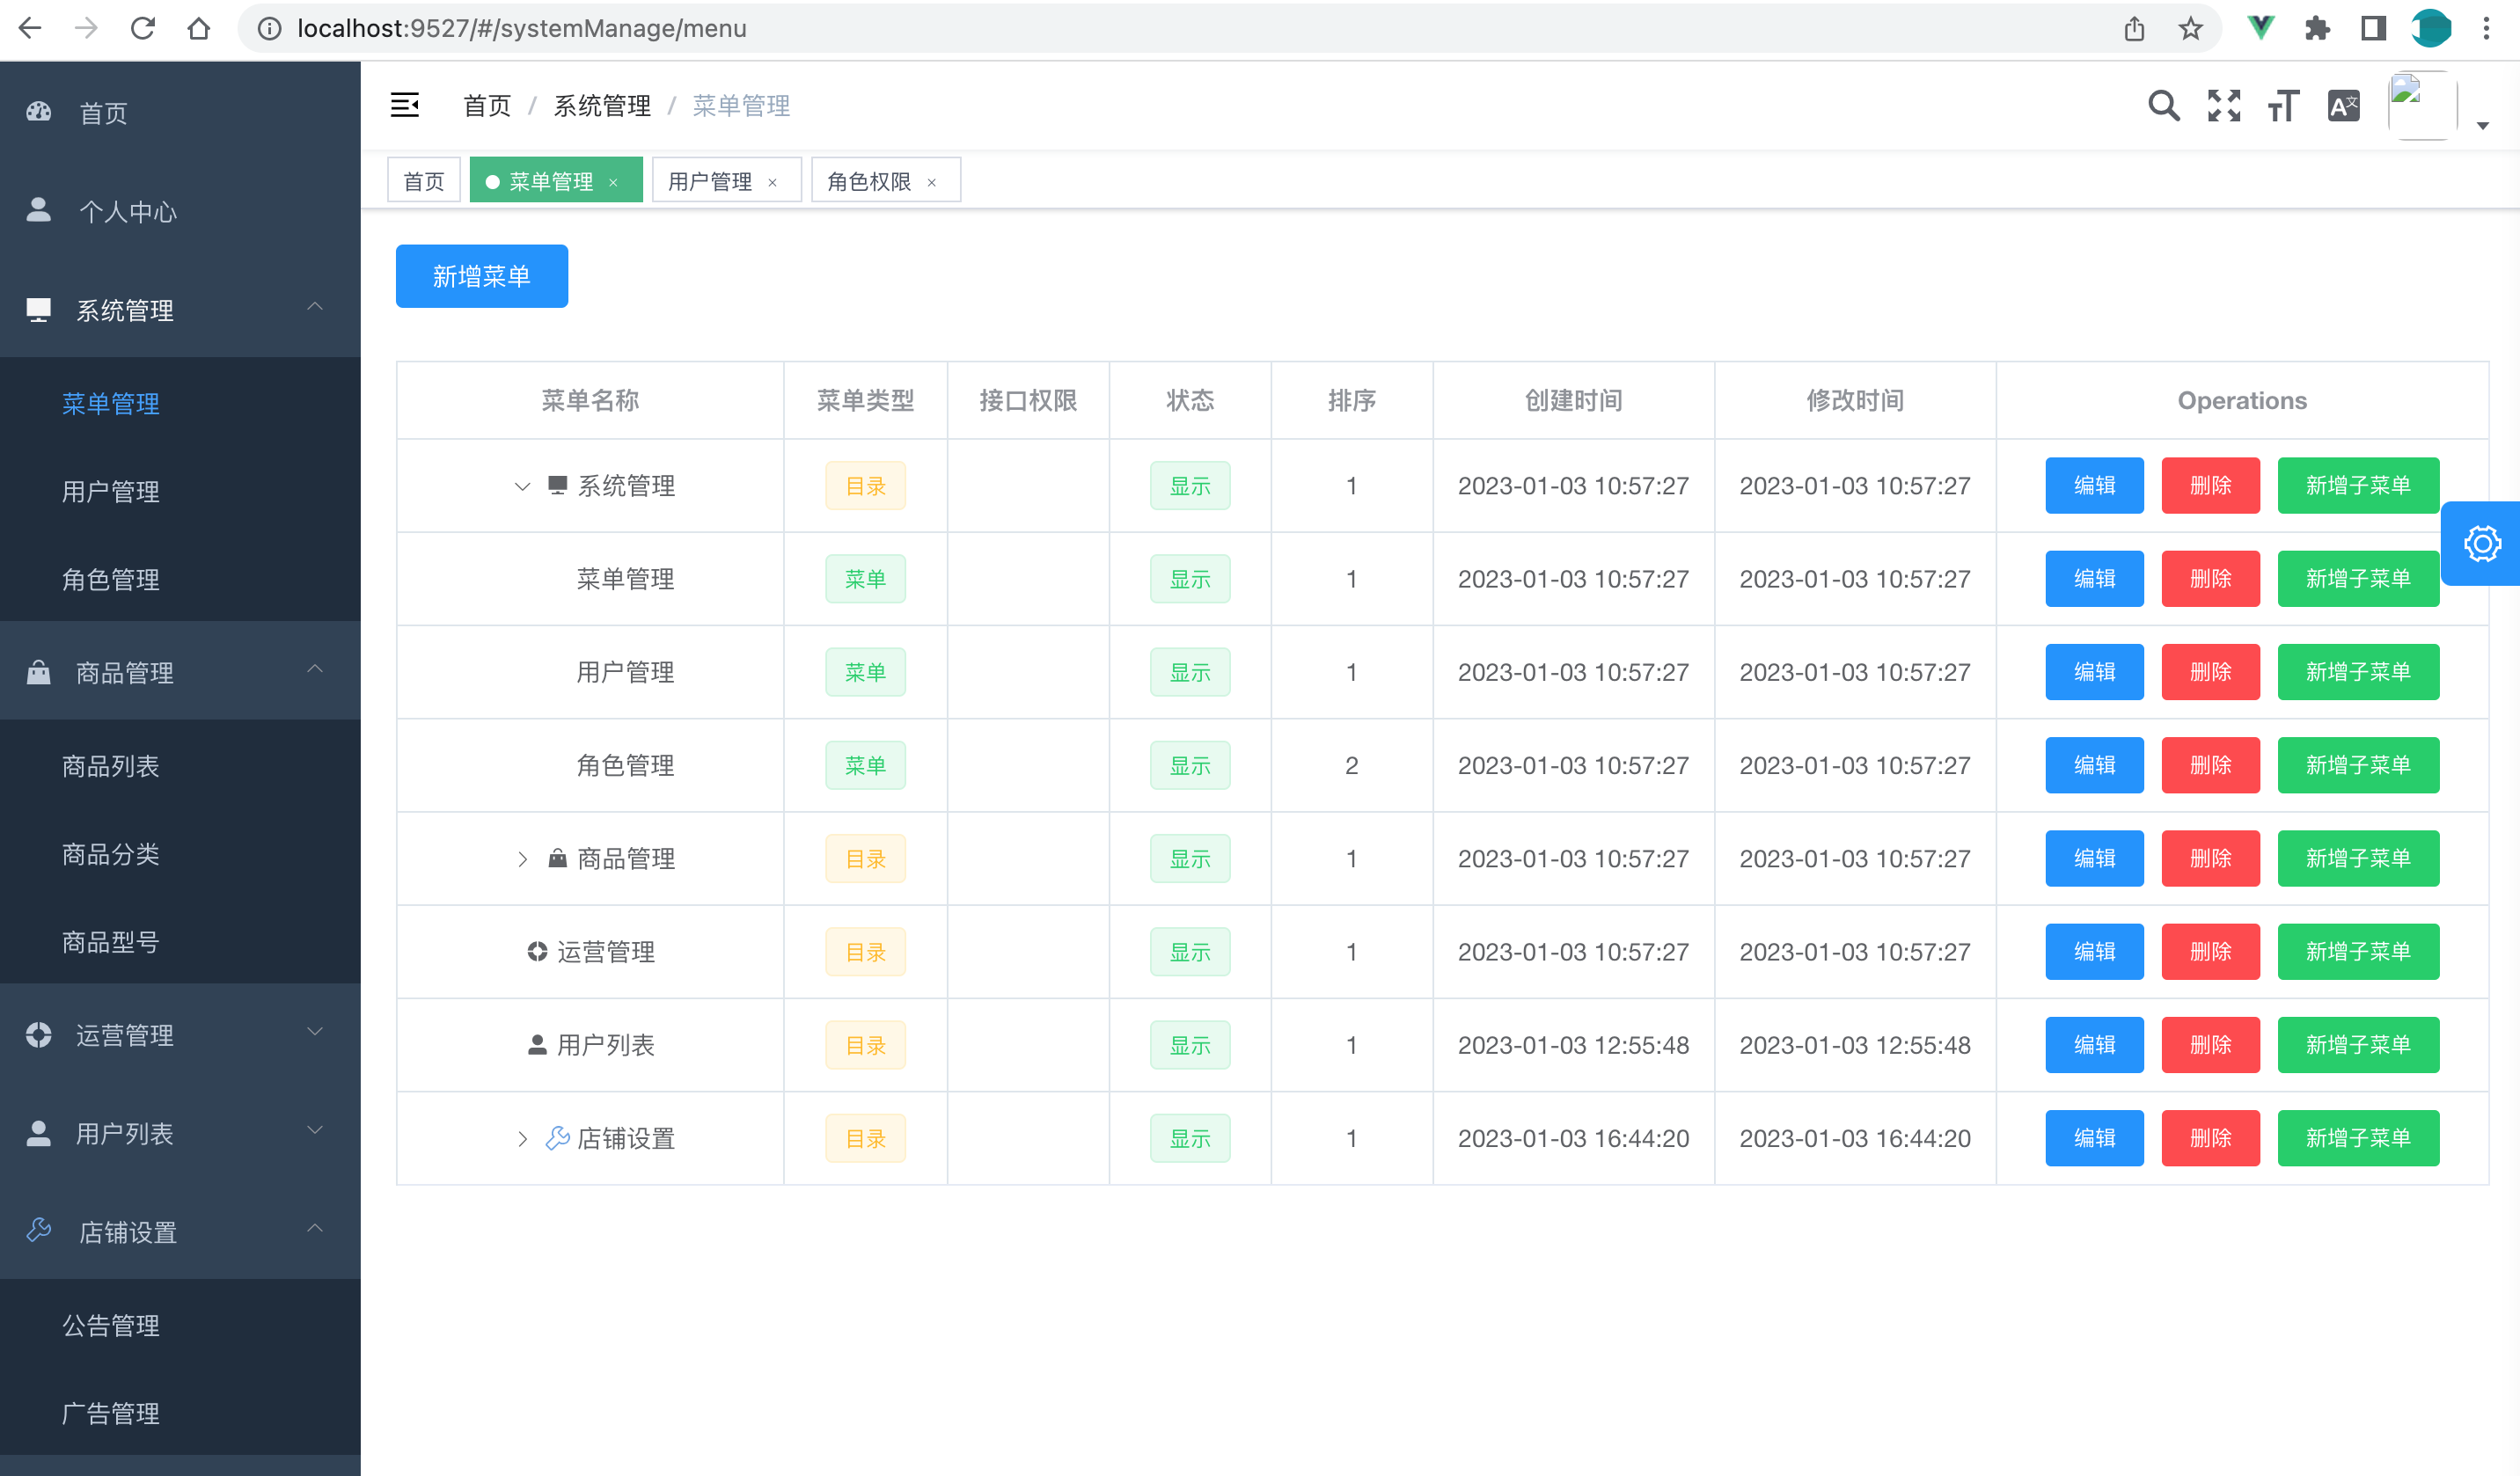 localhost:9527/#/systemManage/menu
首页
个人中心
系统管理
菜单管理
用户管理
角色管理
商品管理
商品列表
商品分类
商品型号
运营管理
用户列表
店铺设置
公告管理
广告管理
首页 / 系统管理 / 菜单管理
首页 菜单管理 × 用户管理 × 角色权限 ×
新增菜单
菜单名称 菜单类型 接口权限 状态 排序 创建时间 修改时间 Operations
系统管理 目录 显示 1 2023-01-03 10:57:27 2023-01-03 10:57:27 编辑 删除 新增子菜单
菜单管理 菜单 显示 1 2023-01-03 10:57:27 2023-01-03 10:57:27 编辑 删除 新增子菜单
用户管理 菜单 显示 1 2023-01-03 10:57:27 2023-01-03 10:57:27 编辑 删除 新增子菜单
角色管理 菜单 显示 2 2023-01-03 10:57:27 2023-01-03 10:57:27 编辑 删除 新增子菜单
商品管理 目录 显示 1 2023-01-03 10:57:27 2023-01-03 10:57:27 编辑 删除 新增子菜单
运营管理 目录 显示 1 2023-01-03 10:57:27 2023-01-03 10:57:27 编辑 删除 新增子菜单
用户列表 目录 显示 1 2023-01-03 12:55:48 2023-01-03 12:55:48 编辑 删除 新增子菜单
店铺设置 目录 显示 1 2023-01-03 16:44:20 2023-01-03 16:44:20 编辑 删除 新增子菜单